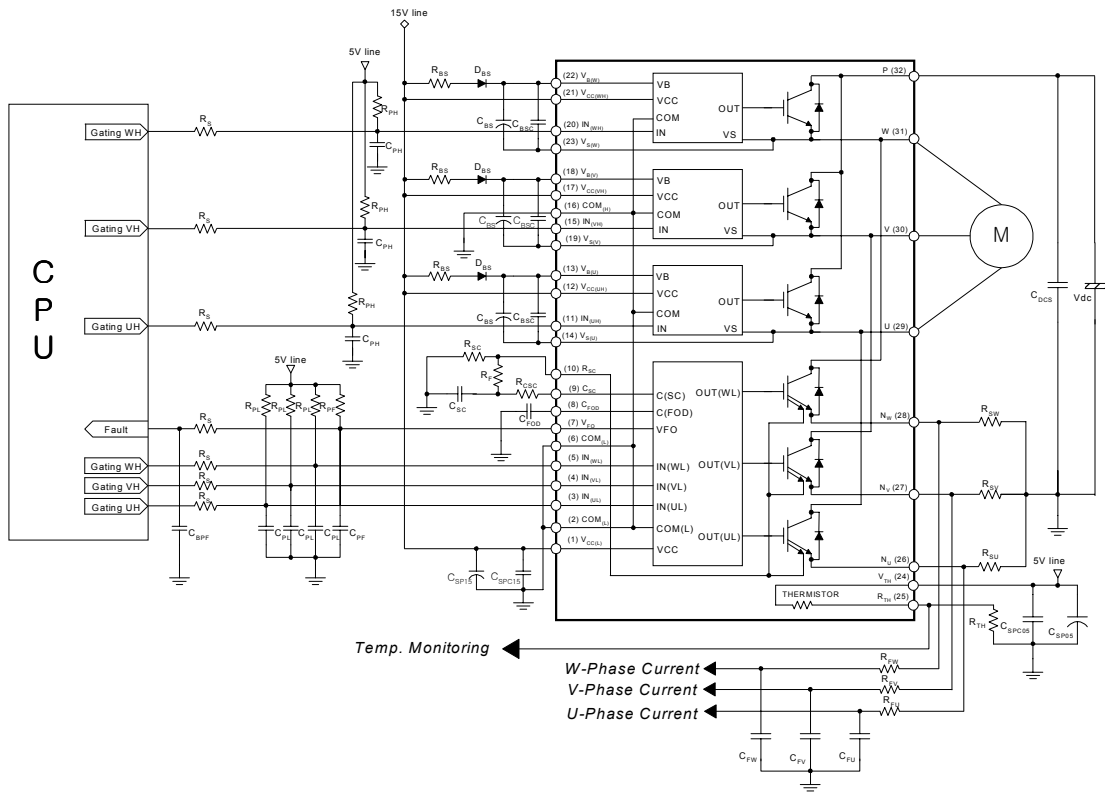 15V line
5V line
R_BS D_BS
(22) V_B(W) VB
P (32)
(21) V_CC(WH) VCC
OUT
R_PH
C_BS C_BSC
COM
Gating WH
R_S
(20) IN_(WH) IN
VS
W (31)
C_PH
(23) V_S(W)
R_BS D_BS
(18) V_B(V) VB
(17) V_CC(VH) VCC
OUT
R_PH
C_BS C_BSC
(16) COM_(H) COM
Gating VH
R_S
(15) IN_(VH) IN
VS
V (30)
M
C_PH
(19) V_S(V)
C
P
U
R_BS D_BS
(13) V_B(U) VB
(12) V_CC(UH) VCC
OUT
C_DCS
Vdc
R_PH
C_BS C_BSC
COM
Gating UH
R_S
(11) IN_(UH) IN
VS
U (29)
C_PH
(14) V_S(U)
R_SC
5V line
R_F
(10) R_SC
R_CSC
C_SC
(9) C_SC C(SC)
OUT(WL)
R_PL R_PL R_PL R_PF
C_FOD
(8) C_FOD C(FOD)
N_W (28)
R_SW
Fault
R_S
(7) V_FO VFO
(6) COM_(L)
Gating WH
R_S
(5) IN_(WL) IN(WL)
OUT(VL)
Gating VH
R_S
(4) IN_(VL) IN(VL)
N_V (27)
R_SV
Gating UH
R_S
(3) IN_(UL) IN(UL)
C_BPF
C_PL C_PL C_PL C_PF
(2) COM_(L) COM(L)
OUT(UL)
(1) V_CC(L) VCC
N_U (26)
R_SU
C_SP15 C_SPC15
V_TH (24)
5V line
THERMISTOR
R_TH (25)
R_TH
C_SPC05
C_SP05
Temp. Monitoring
W-Phase Current
R_FW
V-Phase Current
R_FV
U-Phase Current
R_FU
C_FW
C_FV
C_FU